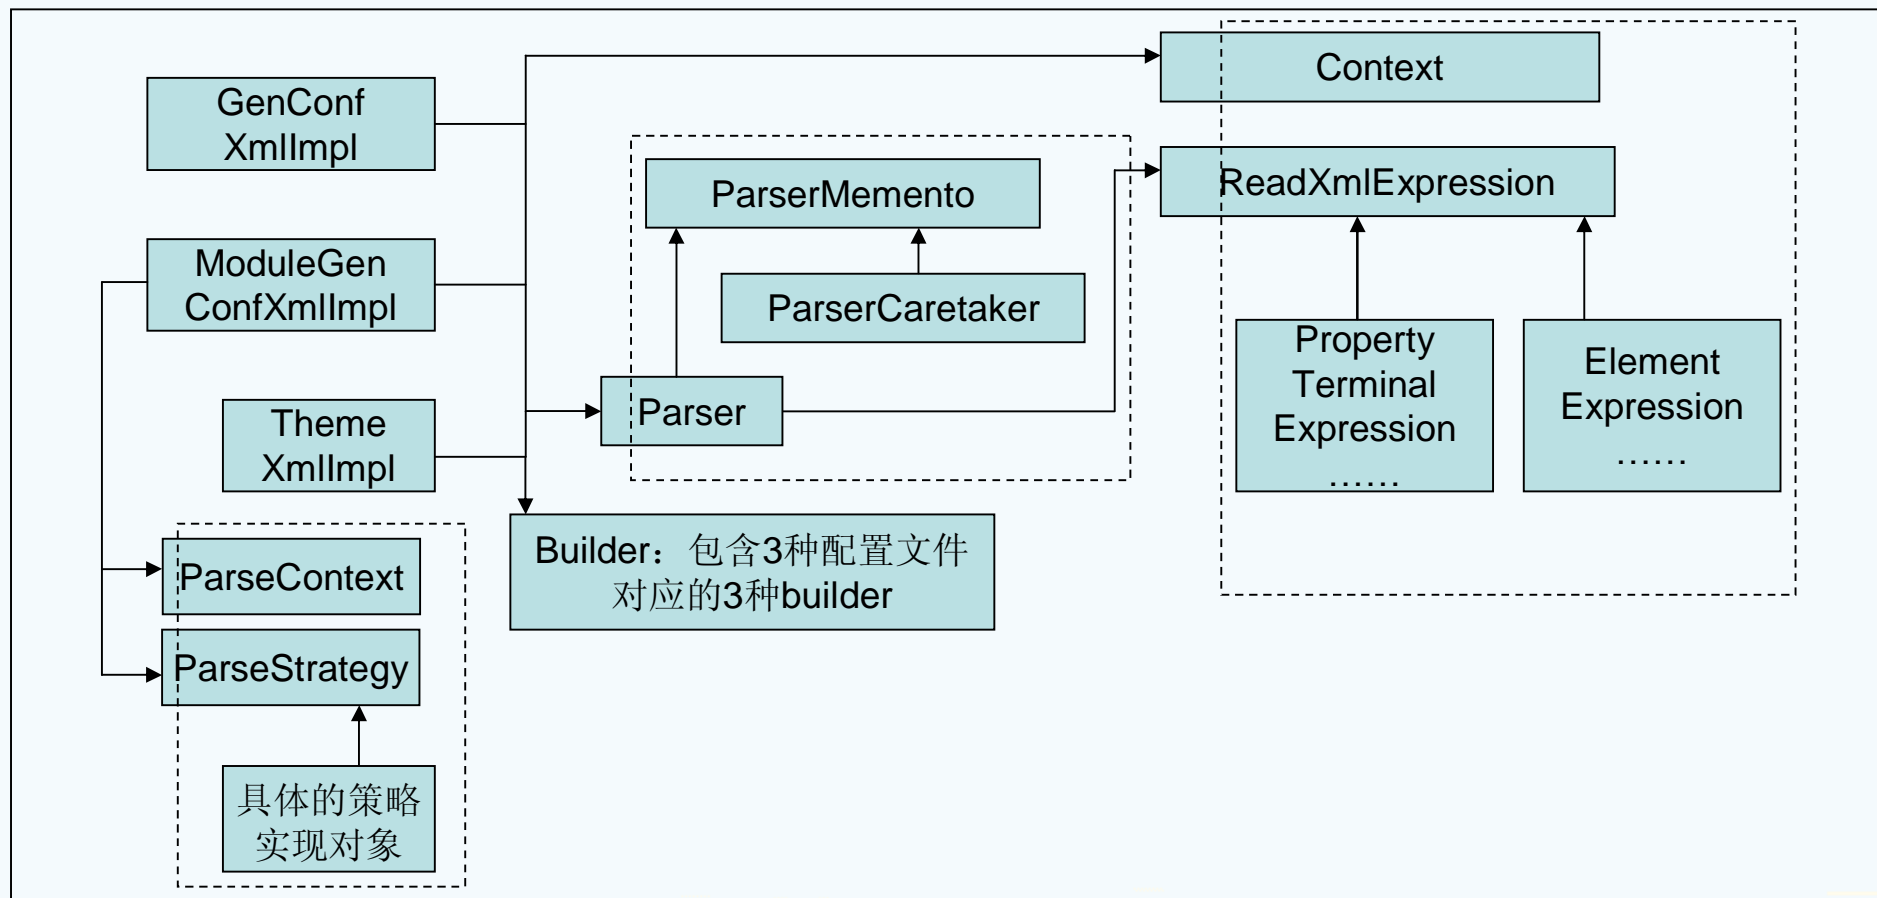 GenConf
XmlImpl
ModuleGen
ConfXmlImpl
Theme
XmlImpl
ParseContext
ParseStrategy
具体的策略
实现对象
ParserMemento
ParserCaretaker
Parser
Builder：包含3种配置文件
对应的3种builder
Context
ReadXmlExpression
Property
Terminal
Expression
……
Element
Expression
……